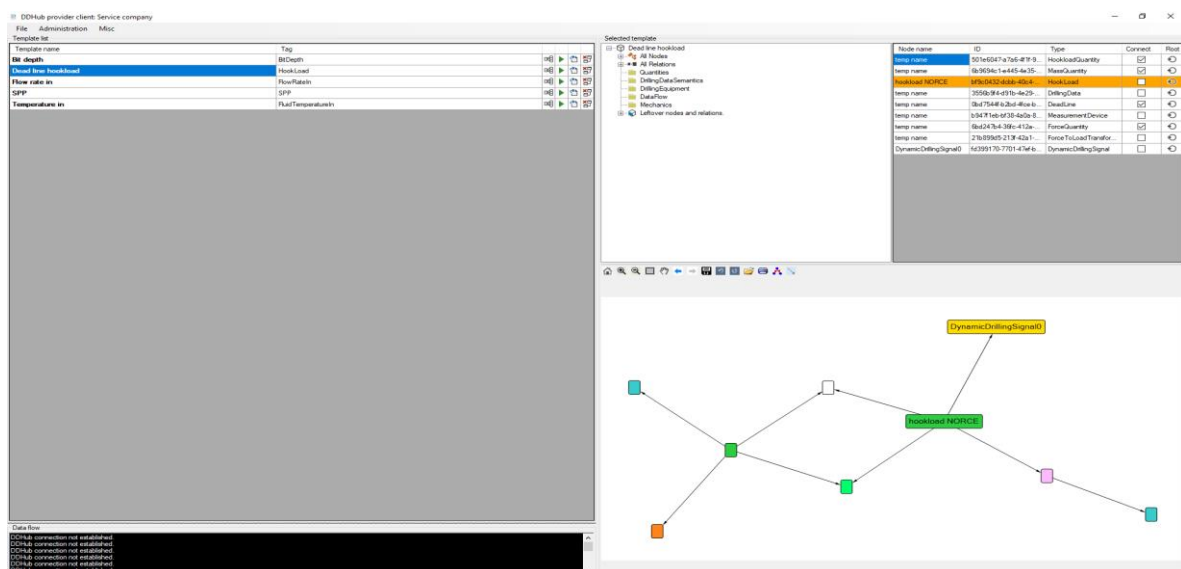 DDHub provider client: Service company
File Administration Misc
Template list
Template name Tag
Bit depth BitDepth
Dead line hookload HookLoad
Flow rate in FlowRateIn
SPP SPP
Temperature in FluidTemperatureIn
Selected template
Dead line hookload
All Nodes
All Relations
Quantities
DrillingDataSemantics
DrillingEquipment
DataFlow
Mechanics
Leftover nodes and relations.
Node name ID Type Connect Root
temp name HookloadQuantity
temp name MassQuantity
hookload NORCE HookLoad
temp name DrillingData
temp name DeadLine
temp name MeasurementDevice
temp name ForceQuantity
temp name ForceToLoadTransfor...
DynamicDrillingSignal0 DynamicDrillingSignal
DynamicDrillingSignal0
hookload NORCE
Data flow
DDHub connection not established.
DDHub connection not established.
DDHub connection not established.
DDHub connection not established.